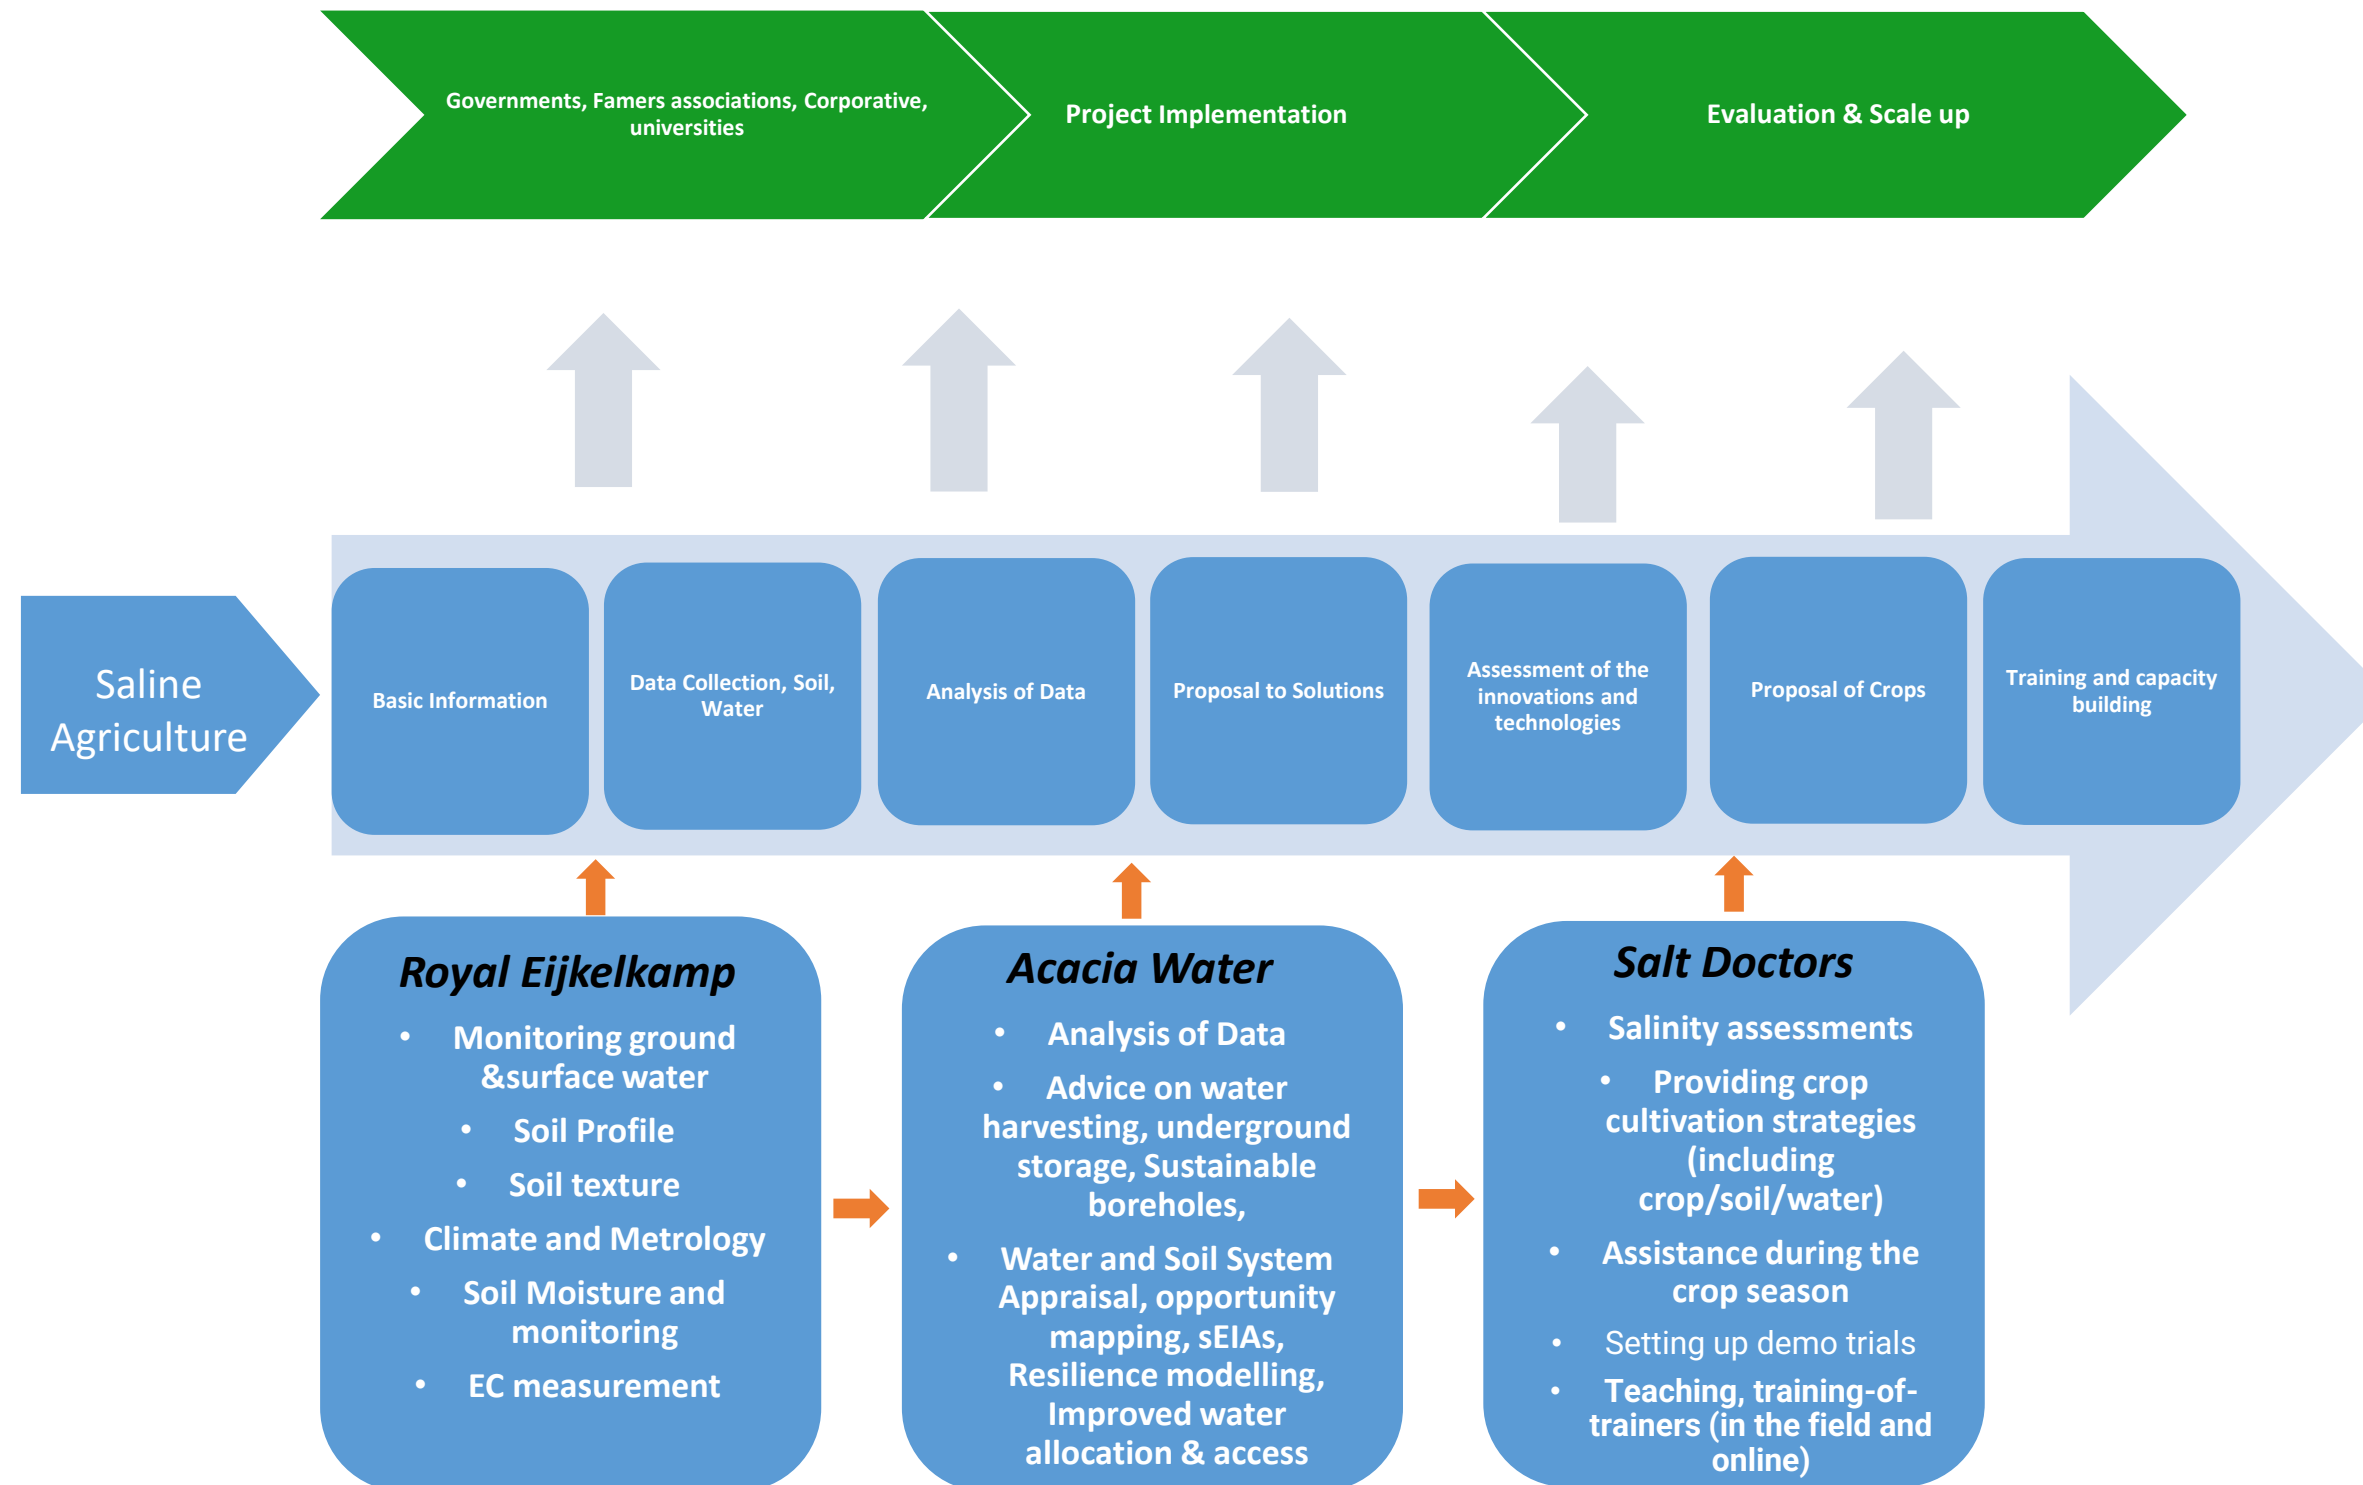 Governments, Famers associations, Corporative,
universities
Project Implementation
Evaluation & Scale up
Saline
Agriculture
Basic Information
Data Collection, Soil,
Water
Analysis of Data
Proposal to Solutions
Assessment of the
innovations and
technologies
Proposal of Crops
Training and capacity
building
Royal Eijkelkamp
• Monitoring ground
&surface water
• Soil Profile
• Soil texture
• Climate and Metrology
• Soil Moisture and
monitoring
• EC measurement
Acacia Water
• Analysis of Data
• Advice on water
harvesting, underground
storage, Sustainable
boreholes,
• Water and Soil System
Appraisal, opportunity
mapping, sEIAs,
Resilience modelling,
Improved water
allocation & access
Salt Doctors
• Salinity assessments
• Providing crop
cultivation strategies
(including
crop/soil/water)
• Assistance during the
crop season
• Setting up demo trials
• Teaching, training-of-
trainers (in the field and
online)